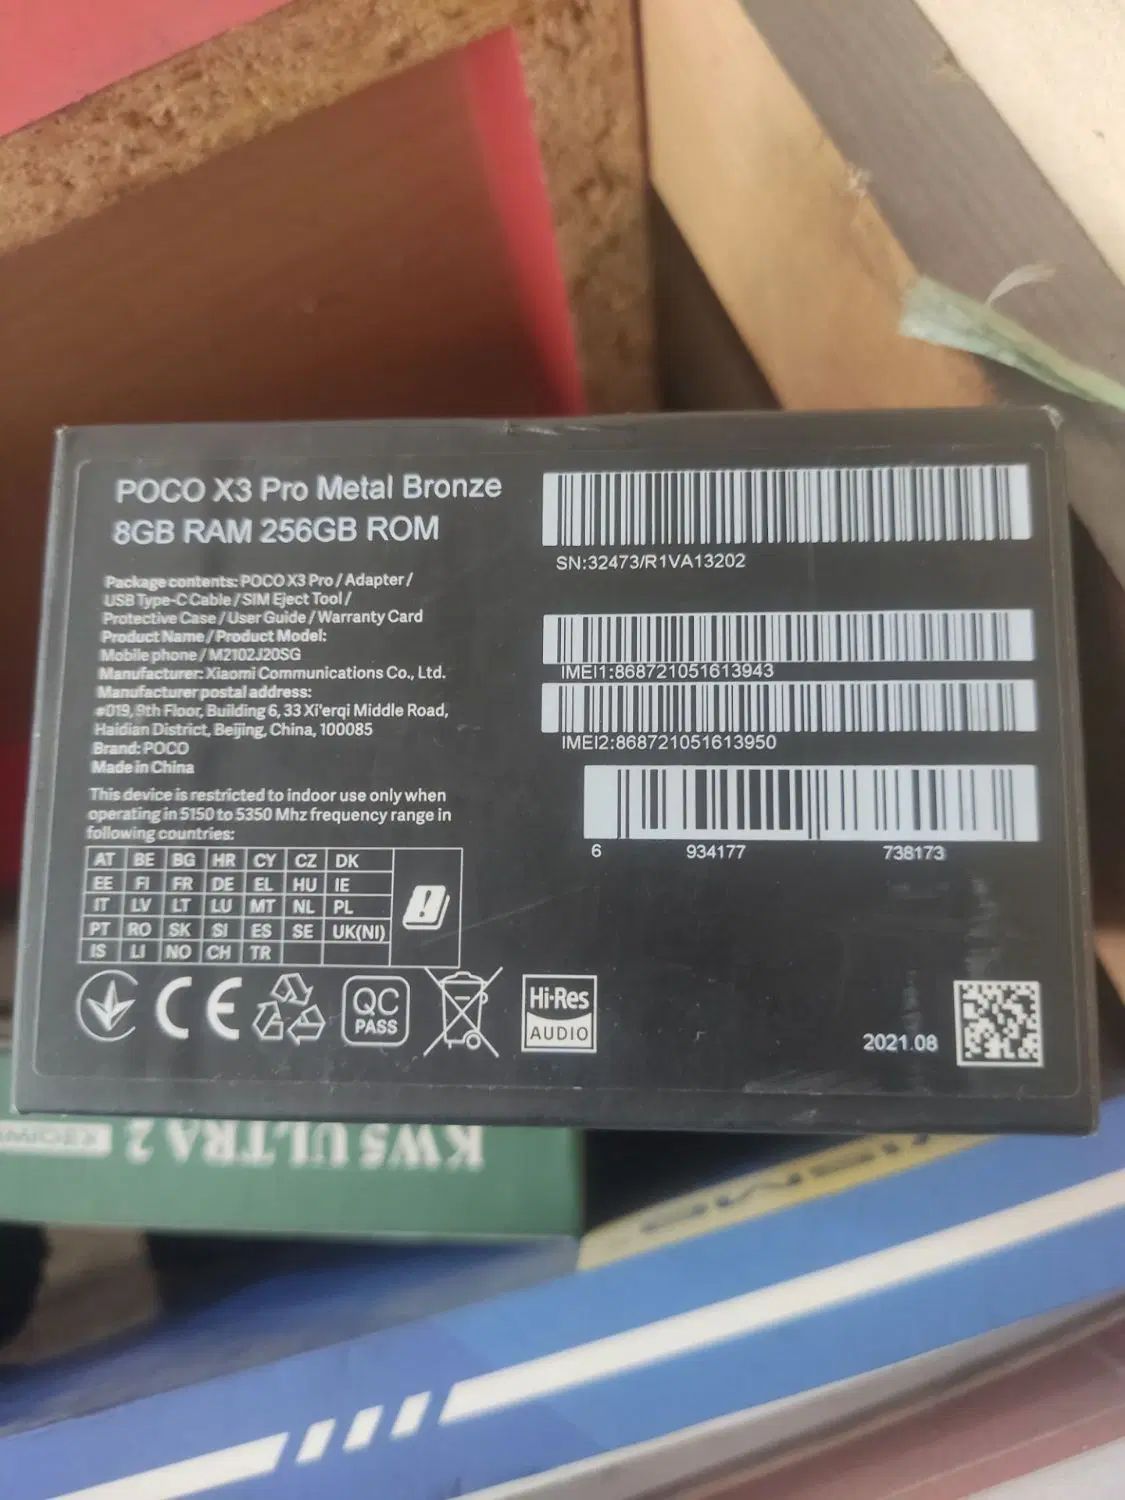 POCO X3 Pro Metal Bronze
8GB RAM 256GB ROM
Package contents: POCO X3 Pro / Adapter /
USB Type-C Cable / SIM Eject Tool /
Protective Case / User Guide / Warranty Card
Product Name / Product Model:
Mobile phone / M2102J20SG
Manufacturer: Xiaomi Communications Co., Ltd.
Manufacturer postal address:
#019, 9th Floor, Building 6, 33 Xi'erqi Middle Road,
Haidian District, Beijing, China, 100085
Brand: POCO
Made in China
This device is restricted to indoor use only when
operating in 5150 to 5350 Mhz frequency range in
following countries:
AT BE BG HR CY CZ DK
EE FI FR DE EL HU IE
IT LV LT LU MT NL PL
PT RO SK SI ES SE UK(NI)
IS LI NO CH TR
CE
QC
PASS
Hi-Res
AUDIO
SN:32473/R1VA13202
IMEI1:868721051613943
IMEI2:868721051613950
6 934177 738173
2021.08
KW5 ULTRA 2